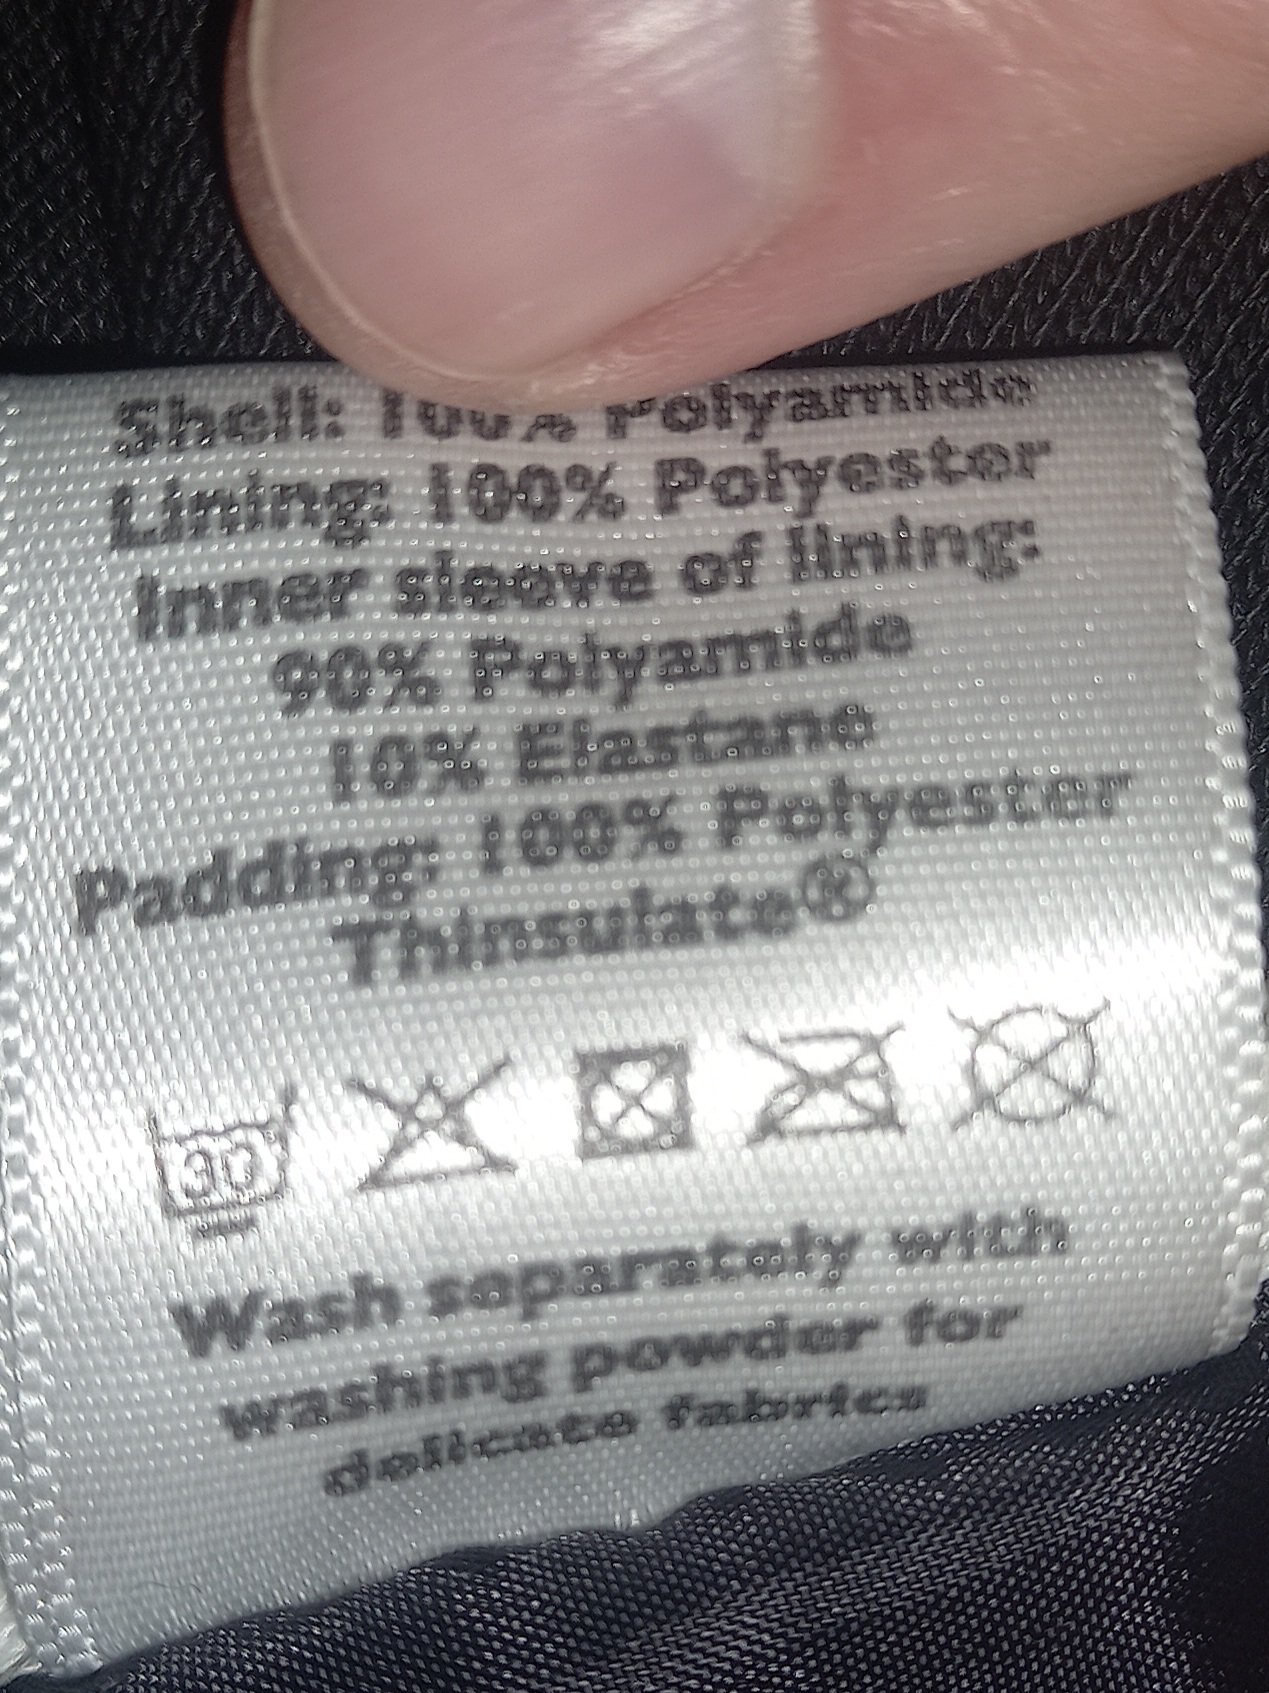 Shell: 100% Polyamide
Lining: 100% Polyester
Inner sleeve of lining:
90% Polyamide
10% Elastane
Padding: 100% Polyester
Thinsulate®
30
Wash separately with
washing powder for
delicate fabrics